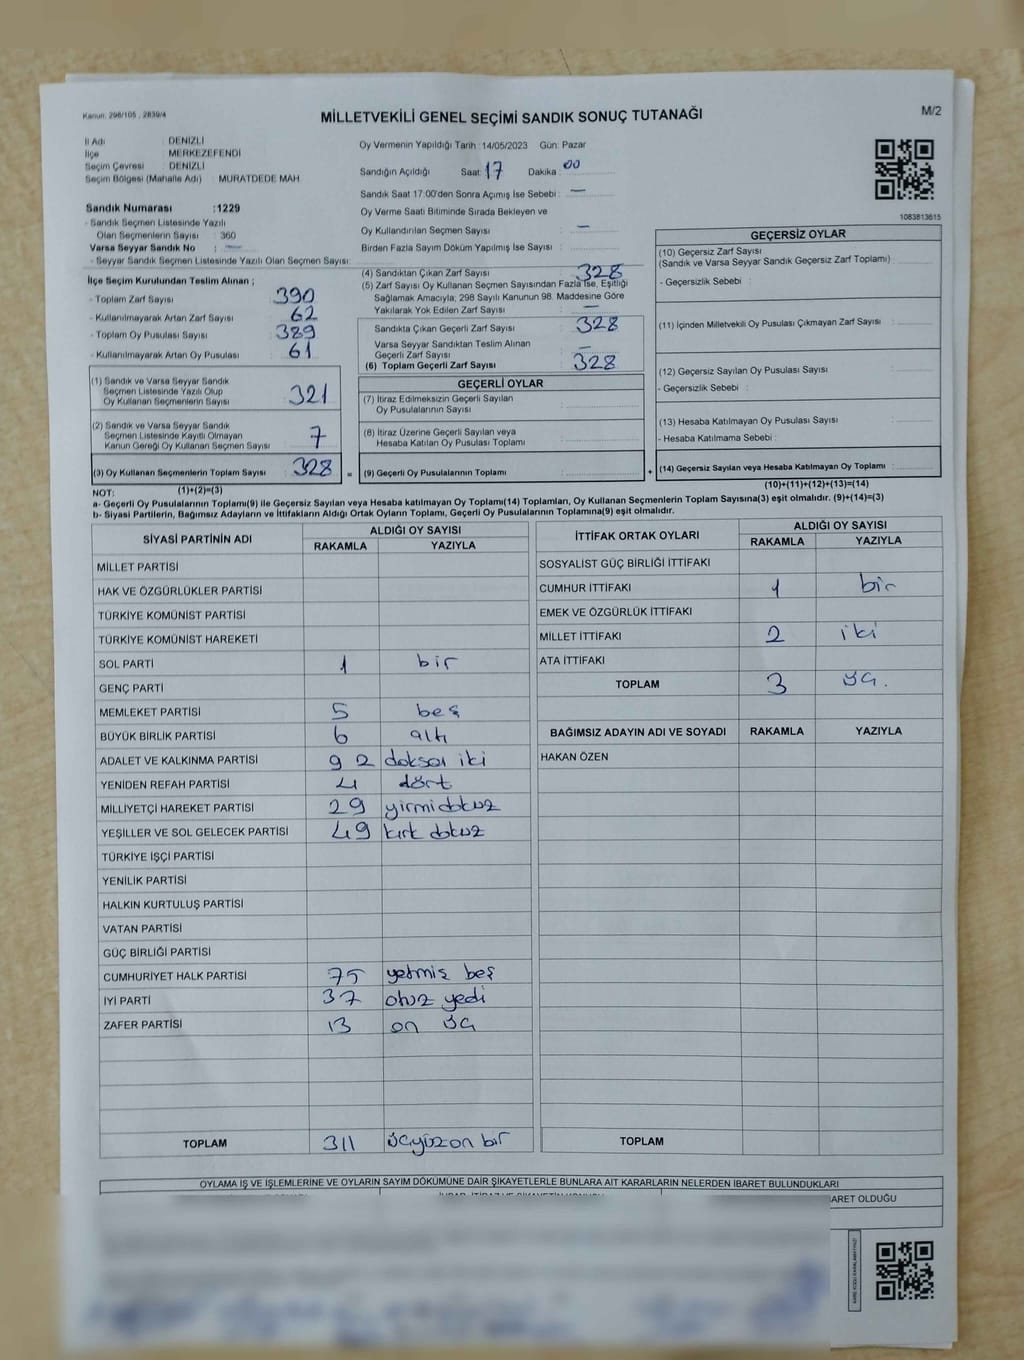 Kanun. 298/105 , 2839/4
MİLLETVEKİLİ GENEL SEÇİMİ SANDIK SONUÇ TUTANAĞI
M/2
İl Adı : DENİZLİ
İlçe : MERKEZEFENDİ
Seçim Çevresi : DENİZLİ
Seçim Bölgesi (Mahalle Adı) : MURATDEDE MAH.
Sandık Numarası :1229
- Sandık Seçmen Listesinde Yazılı
Olan Seçmenlerin Sayısı : 360
Varsa Seyyar Sandık No : —
- Seyyar Sandık Seçmen Listesinde Yazılı Olan Seçmen Sayısı:
Oy Vermenin Yapıldığı Tarih :14/05/2023 Gün: Pazar
Sandığın Açıldığı Saat: 17 Dakika : 00
Sandık Saat 17:00'den Sonra Açımış İse Sebebi : —
Oy Verme Saati Bitiminde Sırada Bekleyen ve
Oy Kullandırılan Seçmen Sayısı : —
Birden Fazla Sayım Döküm Yapılmış İse Sayısı :
1083813615
İlçe Seçim Kurulundan Teslim Alınan ;
- Toplam Zarf Sayısı : 390
- Kullanılmayarak Artan Zarf Sayısı : 62
- Toplam Oy Pusulası Sayısı : 389
- Kullanılmayarak Artan Oy Pusulası : 61
(4) Sandıktan Çıkan Zarf Sayısı : 328
(5) Zarf Sayısı Oy Kullanan Seçmen Sayısından Fazla İse, Eşitliği
Sağlamak Amacıyla; 298 Sayılı Kanunun 98. Maddesine Göre
Yakılarak Yok Edilen Zarf Sayısı : —
Sandıkta Çıkan Geçerli Zarf Sayısı : 328
Varsa Seyyar Sandıktan Teslim Alınan
Geçerli Zarf Sayısı : —
(6) Toplam Geçerli Zarf Sayısı : 328
GEÇERSİZ OYLAR
(10) Geçersiz Zarf Sayısı
(Sandık ve Varsa Seyyar Sandık Geçersiz Zarf Toplamı) :
- Geçersizlik Sebebi :
(11) İçinden Milletvekili Oy Pusulası Çıkmayan Zarf Sayısı :
(12) Geçersiz Sayılan Oy Pusulası Sayısı :
- Geçersizlik Sebebi :
(13) Hesaba Katılmayan Oy Pusulası Sayısı :
- Hesaba Katılmama Sebebi :
(1) Sandık ve Varsa Seyyar Sandık
Seçmen Listesinde Yazılı Olup
Oy Kullanan Seçmenlerin Sayısı : 321
(2) Sandık ve Varsa Seyyar Sandık
Seçmen Listesinde Kayıtlı Olmayan
Kanun Gereği Oy Kullanan Seçmen Sayısı : 7
GEÇERLİ OYLAR
(7) İtiraz Edilmeksizin Geçerli Sayılan
Oy Pusulalarının Sayısı :
(8) İtiraz Üzerine Geçerli Sayılan veya
Hesaba Katılan Oy Pusulası Toplamı :
(3) Oy Kullanan Seçmenlerin Toplam Sayısı : 328 = (9) Geçerli Oy Pusulalarının Toplamı : + (14) Geçersiz Sayılan veya Hesaba Katılmayan Oy Toplamı :
(1)+(2)=(3)
(10)+(11)+(12)+(13)=(14)
NOT:
a- Geçerli Oy Pusulalarının Toplamı(9) ile Geçersiz Sayılan veya Hesaba katılmayan Oy Toplamı(14) Toplamları, Oy Kullanan Seçmenlerin Toplam Sayısına(3) eşit olmalıdır. (9)+(14)=(3)
b- Siyasi Partilerin, Bağımsız Adayların ve İttifakların Aldığı Ortak Oyların Toplamı, Geçerli Oy Pusulalarının Toplamına(9) eşit olmalıdır.
SİYASİ PARTİNİN ADI ALDIĞI OY SAYISI
RAKAMLA YAZIYLA
MİLLET PARTİSİ
HAK VE ÖZGÜRLÜKLER PARTİSİ
TÜRKİYE KOMÜNİST PARTİSİ
TÜRKİYE KOMÜNİST HAREKETİ
SOL PARTİ 1 bir
GENÇ PARTİ
MEMLEKET PARTİSİ 5 beş
BÜYÜK BİRLİK PARTİSİ 6 altı
ADALET VE KALKINMA PARTİSİ 92 doksan iki
YENİDEN REFAH PARTİSİ 4 dört
MİLLİYETÇİ HAREKET PARTİSİ 29 yirmidokuz
YEŞİLLER VE SOL GELECEK PARTİSİ 49 kırk dokuz
TÜRKİYE İŞÇİ PARTİSİ
YENİLİK PARTİSİ
HALKIN KURTULUŞ PARTİSİ
VATAN PARTİSİ
GÜÇ BİRLİĞİ PARTİSİ
CUMHURİYET HALK PARTİSİ 75 yetmiş beş
İYİ PARTİ 37 otuz yedi
ZAFER PARTİSİ 13 on üç
TOPLAM 311 üçyüz on bir
İTTİFAK ORTAK OYLARI ALDIĞI OY SAYISI
RAKAMLA YAZIYLA
SOSYALİST GÜÇ BİRLİĞİ İTTİFAKI
CUMHUR İTTİFAKI 1 bir
EMEK VE ÖZGÜRLÜK İTTİFAKI
MİLLET İTTİFAKI 2 iki
ATA İTTİFAKI
TOPLAM 3 üç.
BAĞIMSIZ ADAYIN ADI VE SOYADI RAKAMLA YAZIYLA
HAKAN ÖZEN
TOPLAM
OYLAMA İŞ VE İŞLEMLERİNE VE OYLARIN SAYIM DÖKÜMÜNE DAİR ŞİKAYETLERLE BUNLARA AİT KARARLARIN NELERDEN İBARET BULUNDUKLARI
İBARET OLDUĞU